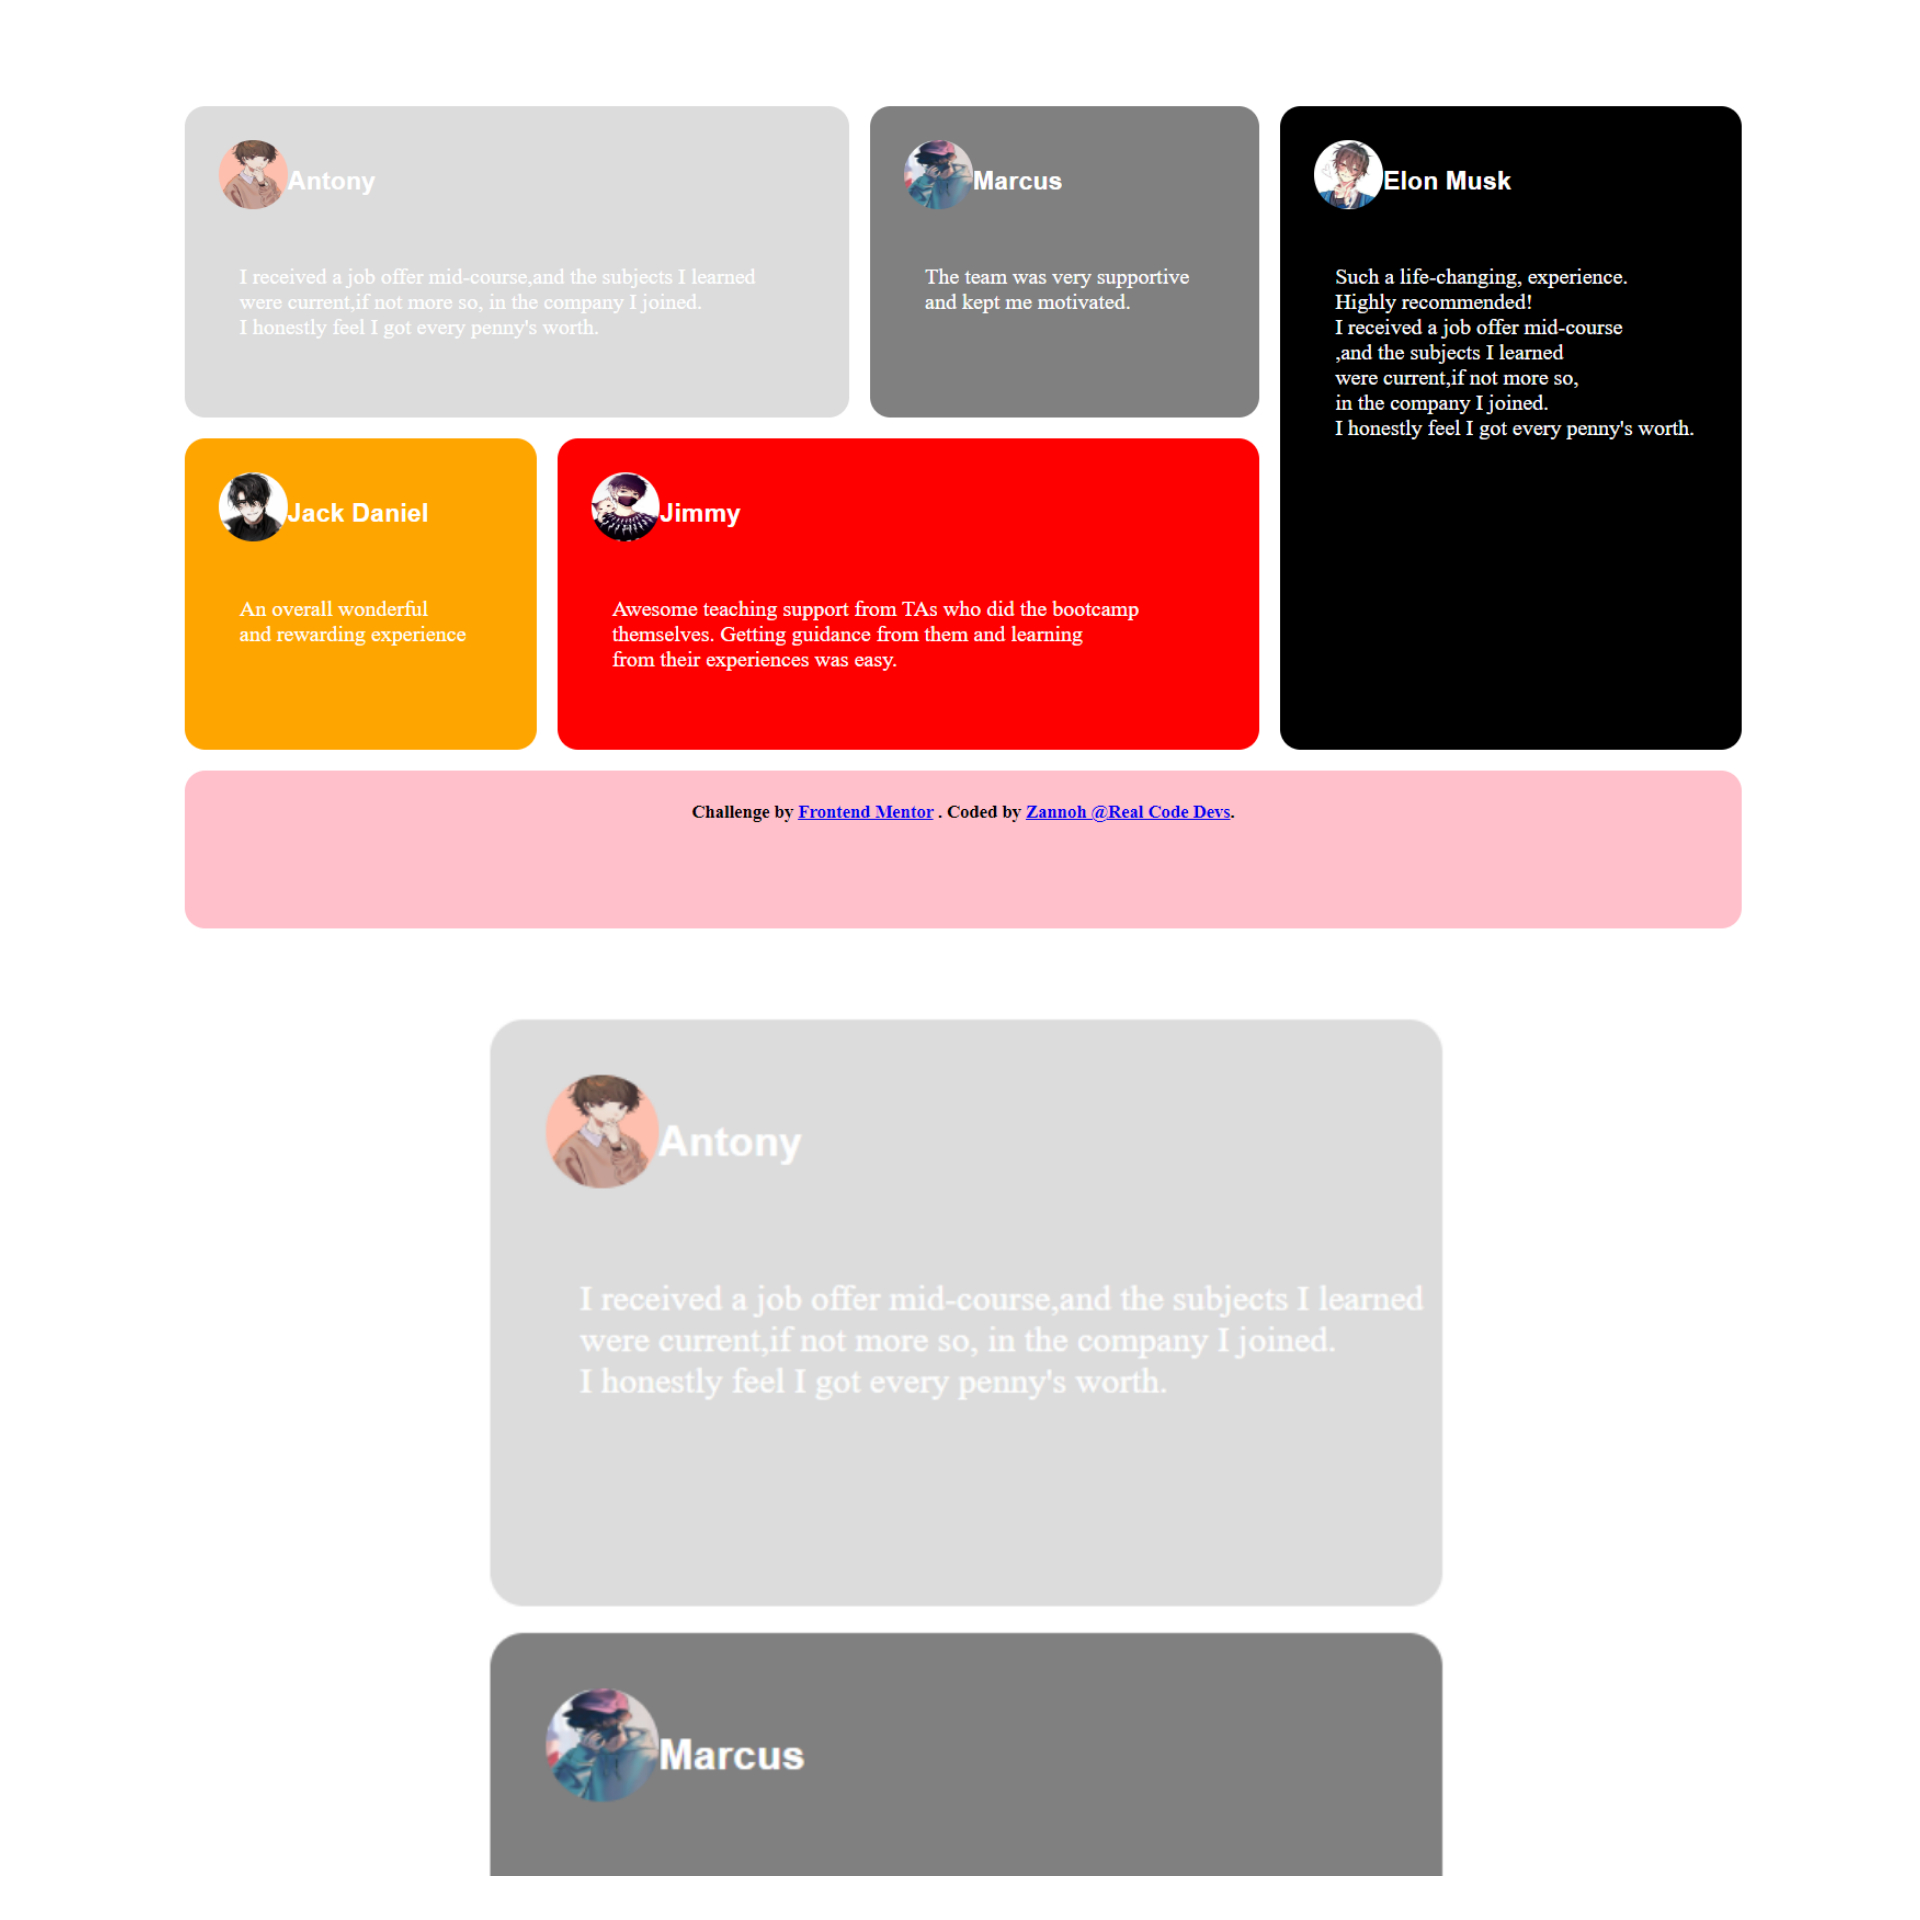 Antony
I received a job offer mid-course,and the subjects I learned
were current,if not more so, in the company I joined.
I honestly feel I got every penny's worth.
Marcus
The team was very supportive
and kept me motivated.
Elon Musk
Such a life-changing, experience.
Highly recommended!
I received a job offer mid-course
,and the subjects I learned
were current,if not more so,
in the company I joined.
I honestly feel I got every penny's worth.
Jack Daniel
An overall wonderful
and rewarding experience
Jimmy
Awesome teaching support from TAs who did the bootcamp
themselves. Getting guidance from them and learning
from their experiences was easy.
Challenge by Frontend Mentor . Coded by Zannoh @Real Code Devs.
Antony
I received a job offer mid-course,and the subjects I learned
were current,if not more so, in the company I joined.
I honestly feel I got every penny's worth.
Marcus